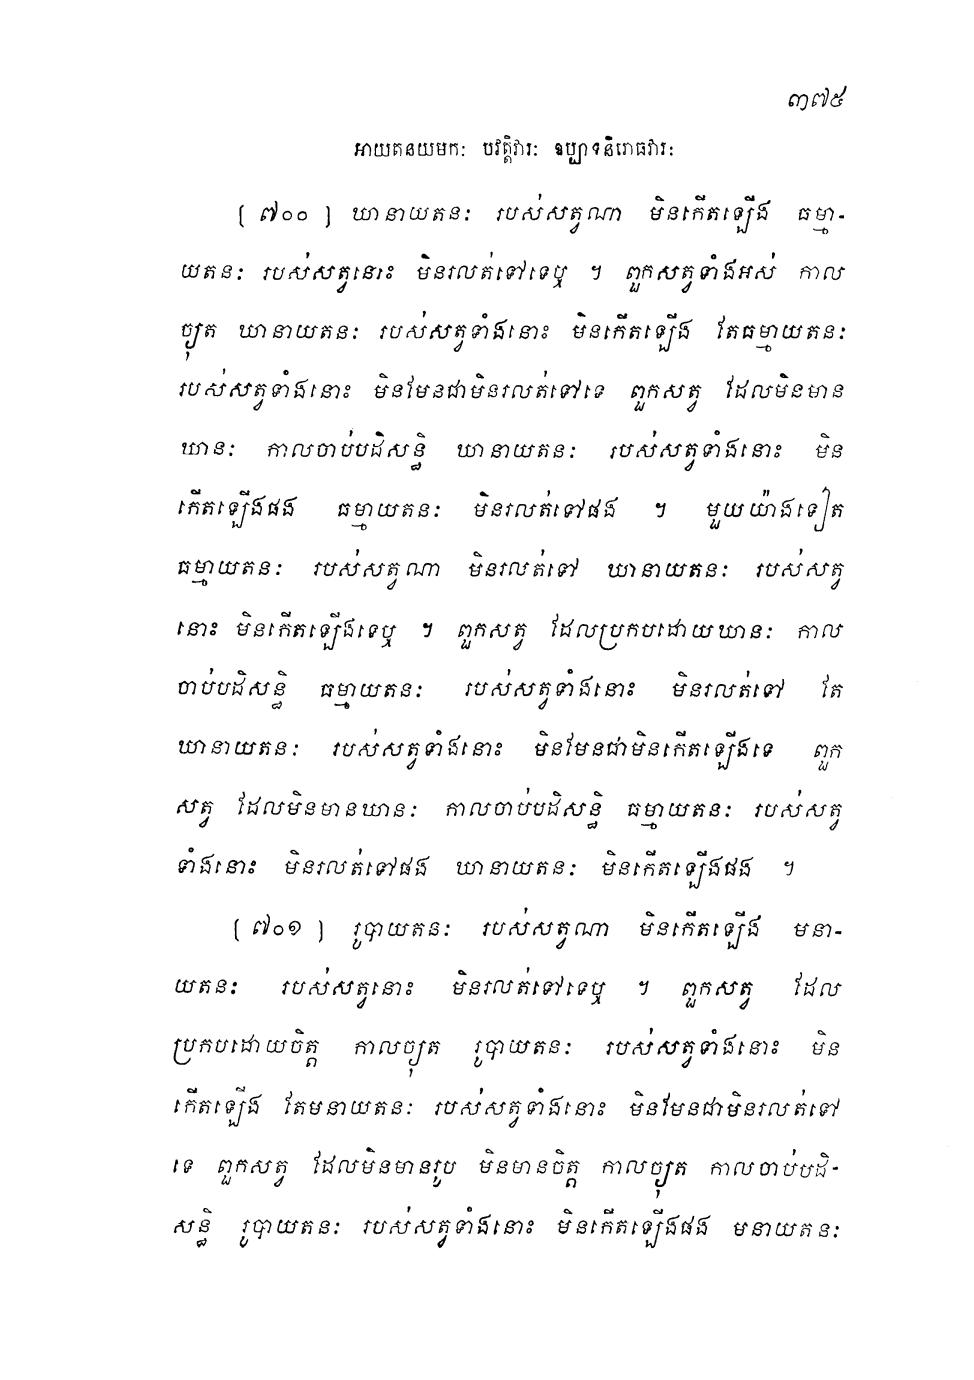 ៣៧៥
អាយតនយមកៈ បវត្តិវារៈ ឧប្បាទនិរោធវារៈ
[ ៧០០ ] ឃានាយតនៈ របស់សត្វណា មិនកើតឡើង ធម្មា-
យតនៈ របស់សត្វនោះ មិនរលត់ទៅទេឬ ។ ពួកសត្វទាំងអស់ កាល
ច្យុត ឃានាយតនៈ របស់សត្វទាំងនោះ មិនកើតឡើង តែធម្មាយតនៈ
របស់សត្វទាំងនោះ មិនមែនជាមិនរលត់ទៅទេ ពួកសត្វ ដែលមិនមាន
ឃានៈ កាលចាប់បដិសន្ធិ ឃានាយតនៈ របស់សត្វទាំងនោះ មិន
កើតឡើងផង ធម្មាយតនៈ មិនរលត់ទៅផង ។ មួយយ៉ាងទៀត
ធម្មាយតនៈ របស់សត្វណា មិនរលត់ទៅ ឃានាយតនៈ របស់សត្វ
នោះ មិនកើតឡើងទេឬ ។ ពួកសត្វ ដែលប្រកបដោយឃានៈ កាល
ចាប់បដិសន្ធិ ធម្មាយតនៈ របស់សត្វទាំងនោះ មិនរលត់ទៅ តែ
ឃានាយតនៈ របស់សត្វទាំងនោះ មិនមែនជាមិនកើតឡើងទេ ពួក
សត្វ ដែលមិនមានឃានៈ កាលចាប់បដិសន្ធិ ធម្មាយតនៈ របស់សត្វ
ទាំងនោះ មិនរលត់ទៅផង ឃានាយតនៈ មិនកើតឡើងផង ។
[ ៧០១ ] រូបាយតនៈ របស់សត្វណា មិនកើតឡើង មនា-
យតនៈ របស់សត្វនោះ មិនរលត់ទៅទេឬ ។ ពួកសត្វ ដែល
ប្រកបដោយចិត្ត កាលច្យុត រូបាយតនៈ របស់សត្វទាំងនោះ មិន
កើតឡើង តែមនាយតនៈ របស់សត្វទាំងនោះ មិនមែនជាមិនរលត់ទៅ
ទេ ពួកសត្វ ដែលមិនមានរូប មិនមានចិត្ត កាលច្យុត កាលចាប់បដិ-
សន្ធិ រូបាយតនៈ របស់សត្វទាំងនោះ មិនកើតឡើងផង មនាយតនៈ